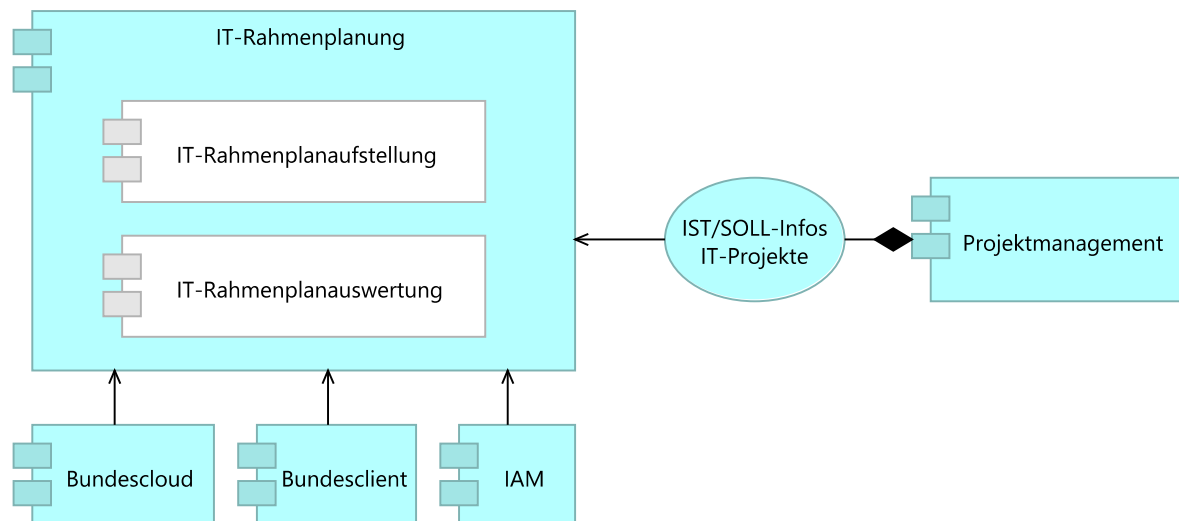 IT-Rahmenplanung
IT-Rahmenplanaufstellung
IT-Rahmenplanauswertung
IST/SOLL-Infos
IT-Projekte
Projektmanagement
Bundescloud
Bundesclient
IAM